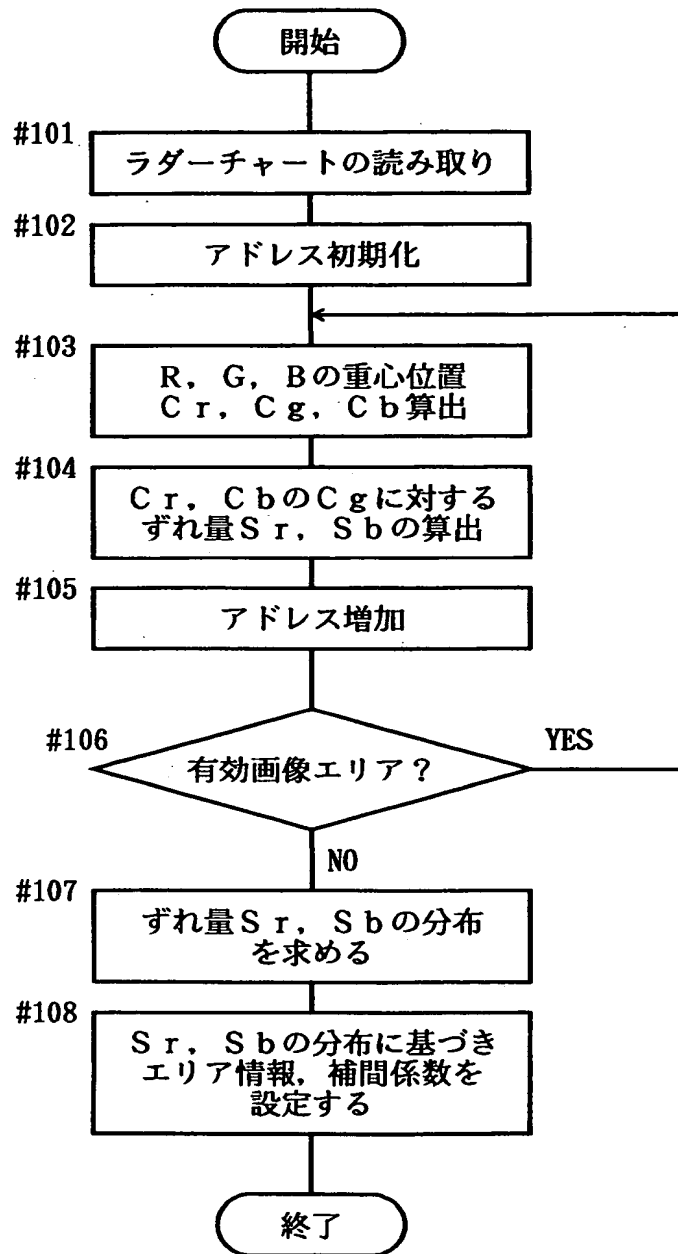 開始
#101
ラダーチャートの読み取り
#102
アドレス初期化
#103
R，G，Bの重心位置
Cr，Cg，Cb算出
#104
Cr，CbのCgに対する
ずれ量Sr，Sbの算出
#105
アドレス増加
#106
有効画像エリア？
YES
NO
#107
ずれ量Sr，Sbの分布
を求める
#108
Sr，Sbの分布に基づき
エリア情報，補間係数を
設定する
終了